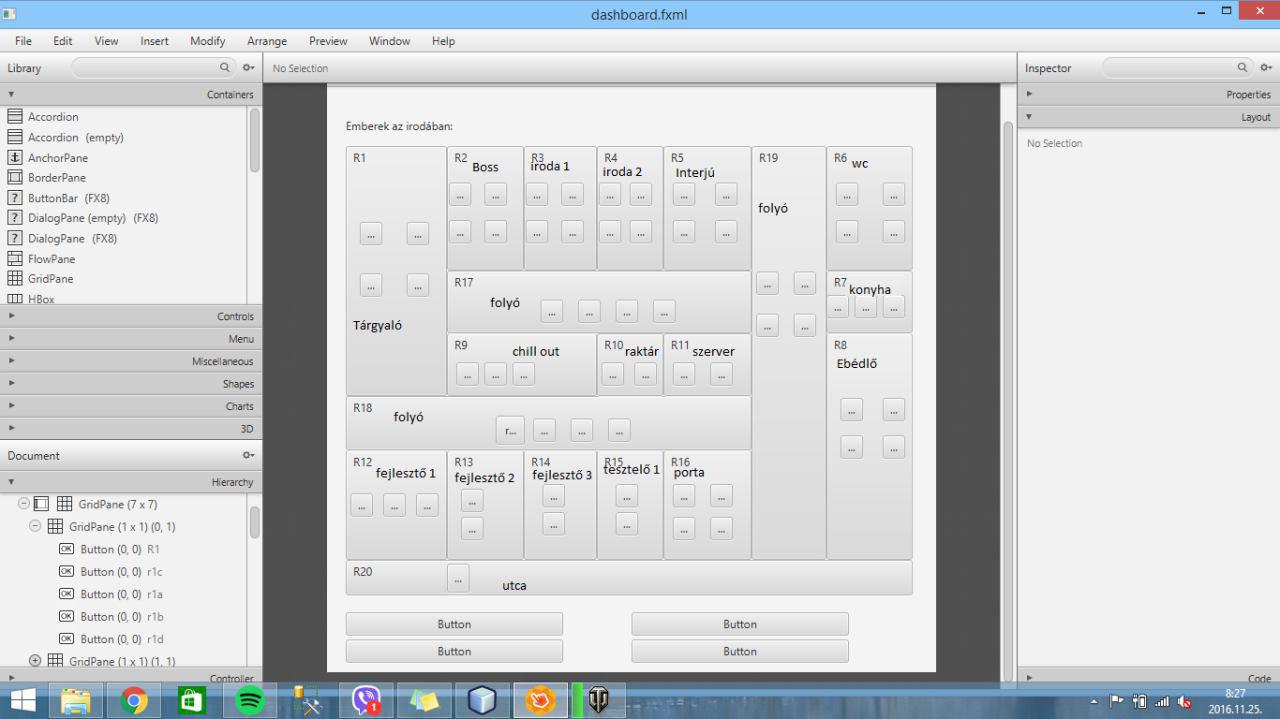 dashboard.fxml
File Edit View Insert Modify Arrange Preview Window Help
Library
Containers
Accordion
Accordion (empty)
AnchorPane
BorderPane
ButtonBar (FX8)
DialogPane (empty) (FX8)
DialogPane (FX8)
FlowPane
GridPane
HBox
Controls
Menu
Miscellaneous
Shapes
Charts
3D
Document
Hierarchy
GridPane (7 x 7)
GridPane (1 x 1) (0, 1)
OK Button (0, 0) R1
OK Button (0, 0) r1c
OK Button (0, 0) r1a
OK Button (0, 0) r1b
OK Button (0, 0) r1d
GridPane (1 x 1) (1, 1)
Controller
No Selection
Emberek az irodában:
R1
... ...
... ...
Tárgyaló
R2 Boss
... ...
... ...
R3
iroda 1
... ...
... ...
R4
iroda 2
... ...
... ...
R5
Interjú
... ...
... ...
R19
folyó
... ...
... ...
R6 wc
... ...
... ...
R17
folyó
... ... ... ...
R7 konyha
... ... ...
R9 chill out
... ... ...
R10 raktár
... ...
R11 szerver
... ...
R8
Ebédlő
... ...
... ...
R18
folyó
r... ... ... ...
R12
fejlesztő 1
... ... ...
R13
fejlesztő 2
...
...
R14
fejlesztő 3
...
...
R15
tesztelő 1
...
...
R16
porta
... ...
... ...
R20
...
utca
Button Button
Button Button
Inspector
Properties
Layout
No Selection
Code
1
8:27
2016.11.25.